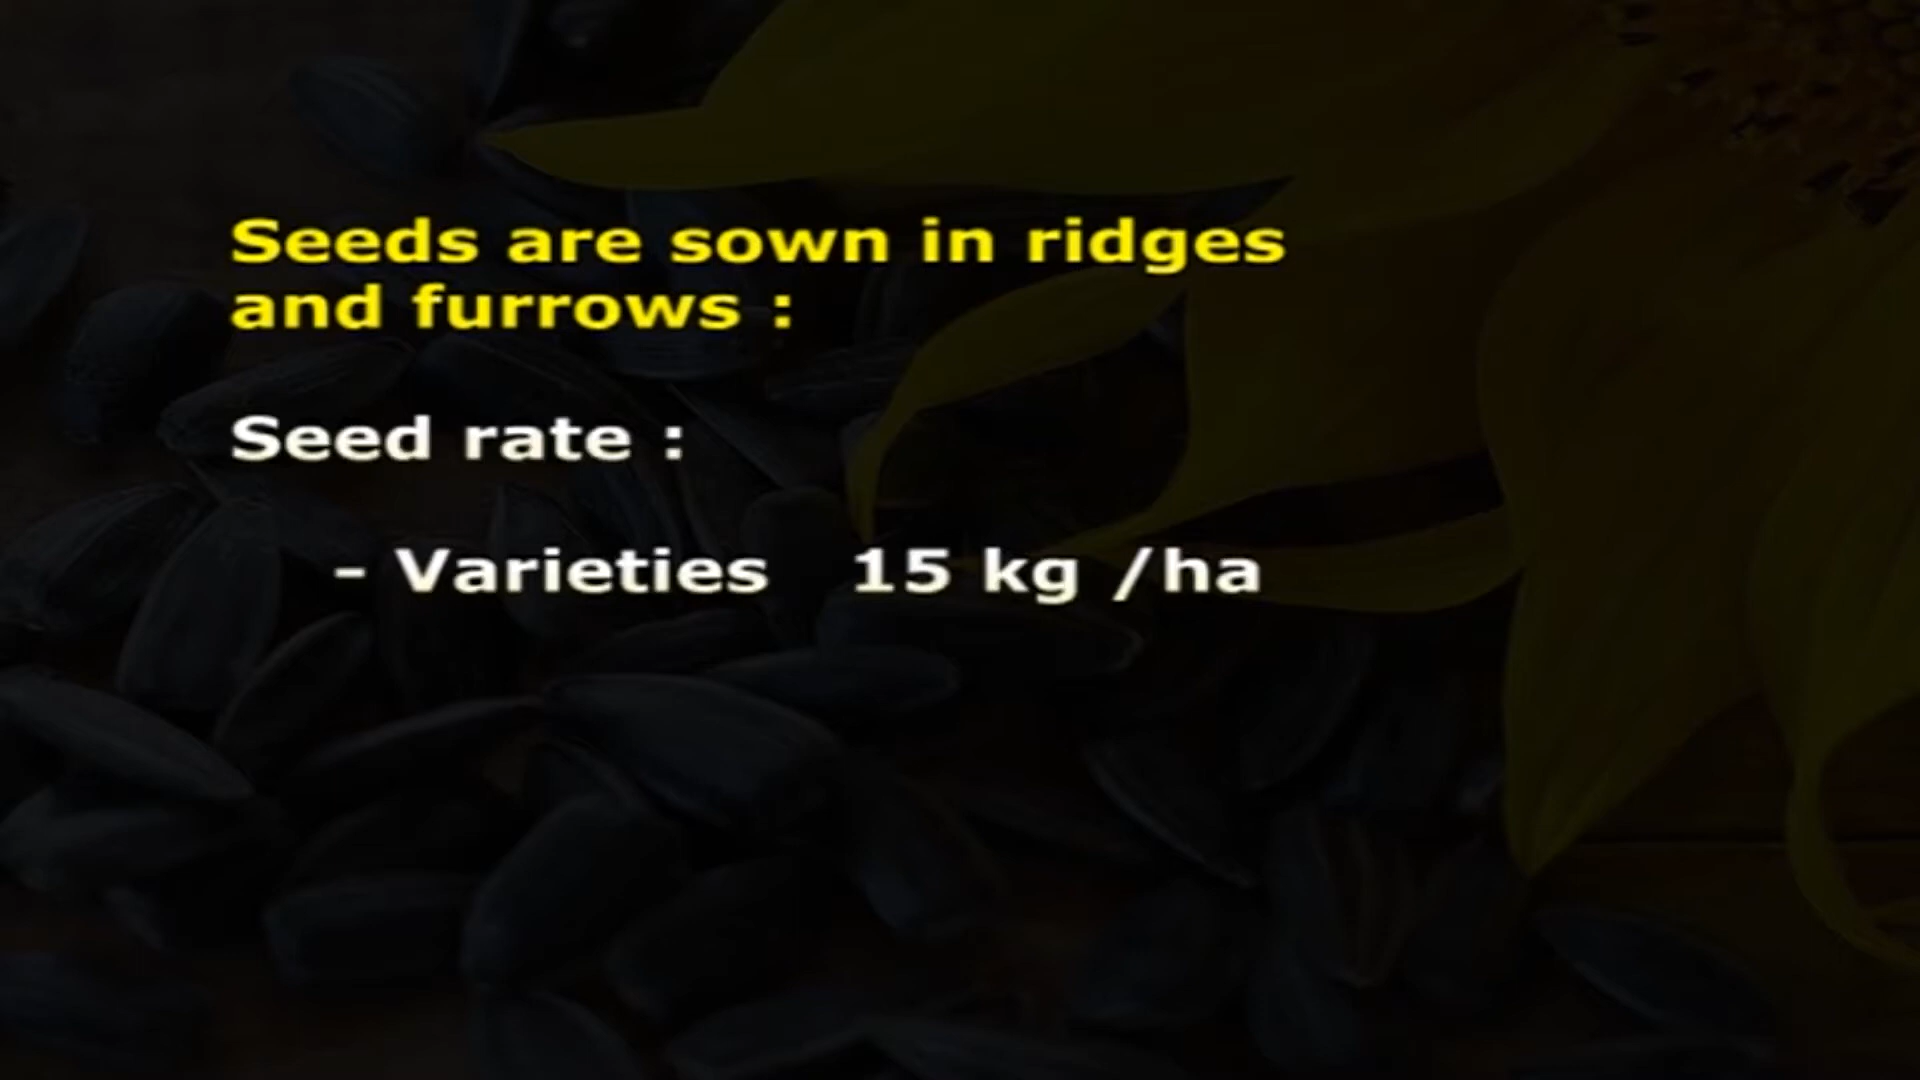 Seeds are sown in ridges
and furrows :
Seed rate :
- Varieties 15 kg /ha